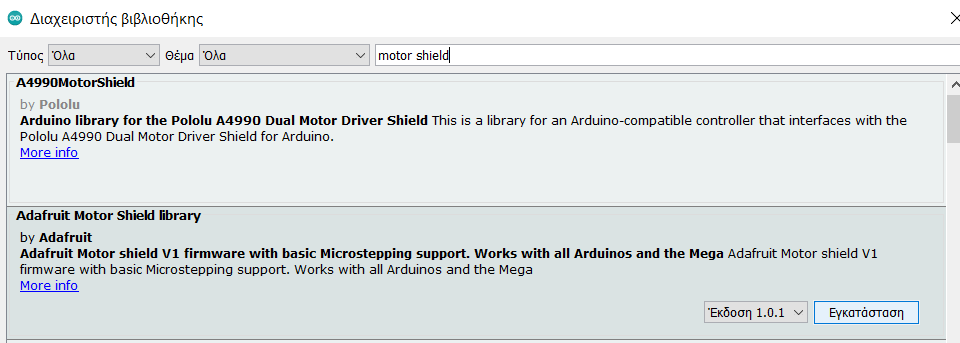 Διαχειριστής βιβλιοθήκης
Τύπος Όλα Θέμα Όλα motor shield
A4990MotorShield
by Pololu
Arduino library for the Pololu A4990 Dual Motor Driver Shield This is a library for an Arduino-compatible controller that interfaces with the
Pololu A4990 Dual Motor Driver Shield for Arduino.
More info
Adafruit Motor Shield library
by Adafruit
Adafruit Motor shield V1 firmware with basic Microstepping support. Works with all Arduinos and the Mega Adafruit Motor shield V1
firmware with basic Microstepping support. Works with all Arduinos and the Mega
More info
Έκδοση 1.0.1 Εγκατάσταση